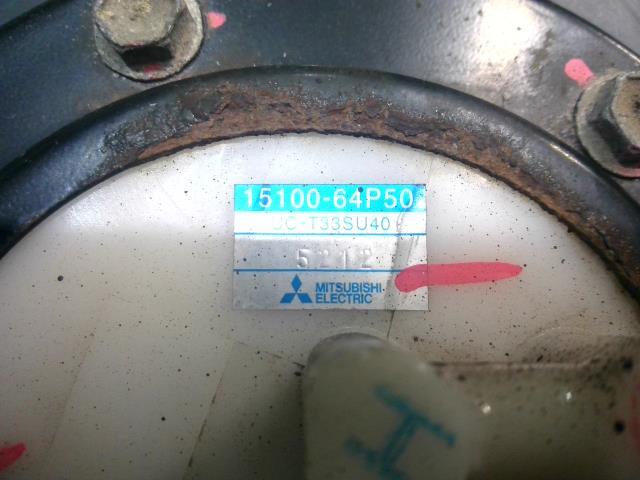 15100-64P50
UC-T33SU40
5212
MITSUBISHI
ELECTRIC
H